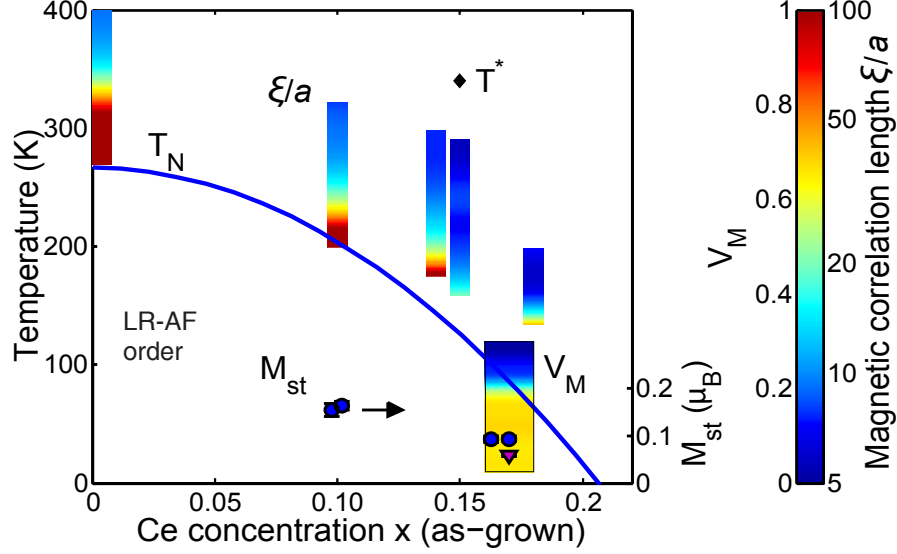 400
300
200
100
0
Temperature (K)
0
0.05
0.10
0.15
0.2
Ce concentration x (as−grown)
T_N
ξ/a
T*
LR-AF
order
M_st
V_M
0.2
0.1
0
M_st (μ_B)
1
0.8
0.6
0.4
0.2
0
V_M
100
50
20
10
5
Magnetic correlation length ξ/a